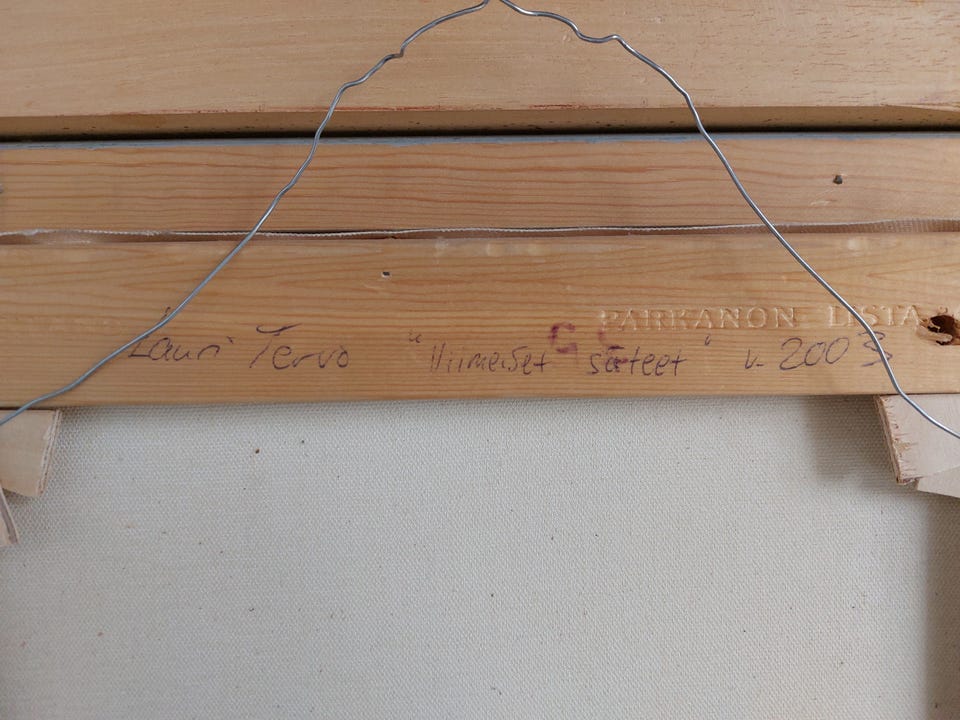 PARKANON LISTA
Lauri Tervo "Viimeiset säteet" v. 2003